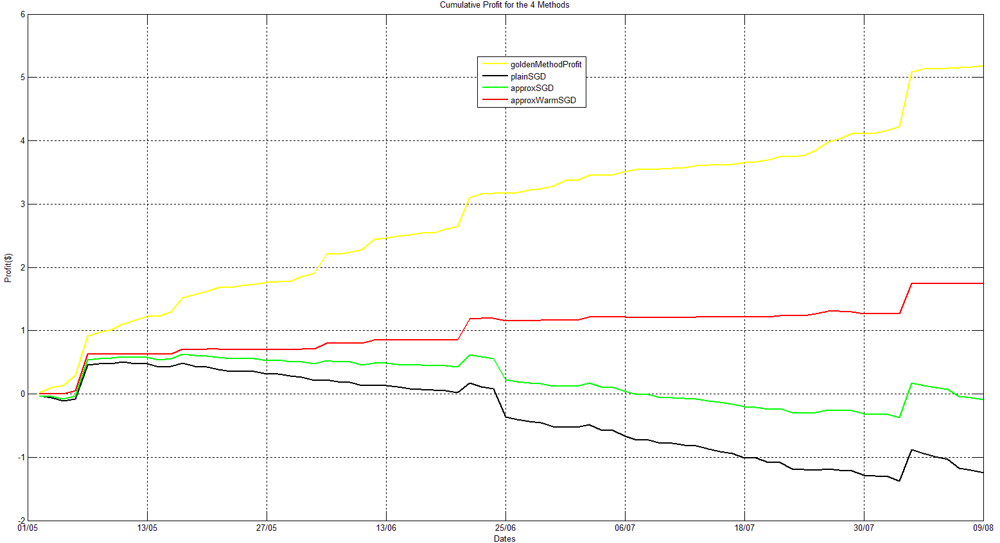 Cumulative Profit for the 4 Methods
6
5
4
3
2
1
0
-1
-2
Profit($)
goldenMethodProfit
plainSGD
approxSGD
approxWarmSGD
01/05 13/05 27/05 13/06 25/06 06/07 18/07 30/07 09/08
Dates